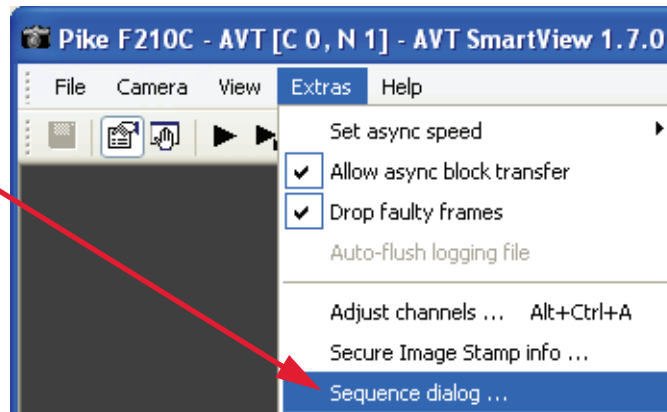 Pike F210C - AVT [C 0, N 1] - AVT SmartView 1.7.0
File Camera View Extras Help
Set async speed
Allow async block transfer
Drop faulty frames
Auto-flush logging file
Adjust channels ... Alt+Ctrl+A
Secure Image Stamp info ...
Sequence dialog ...